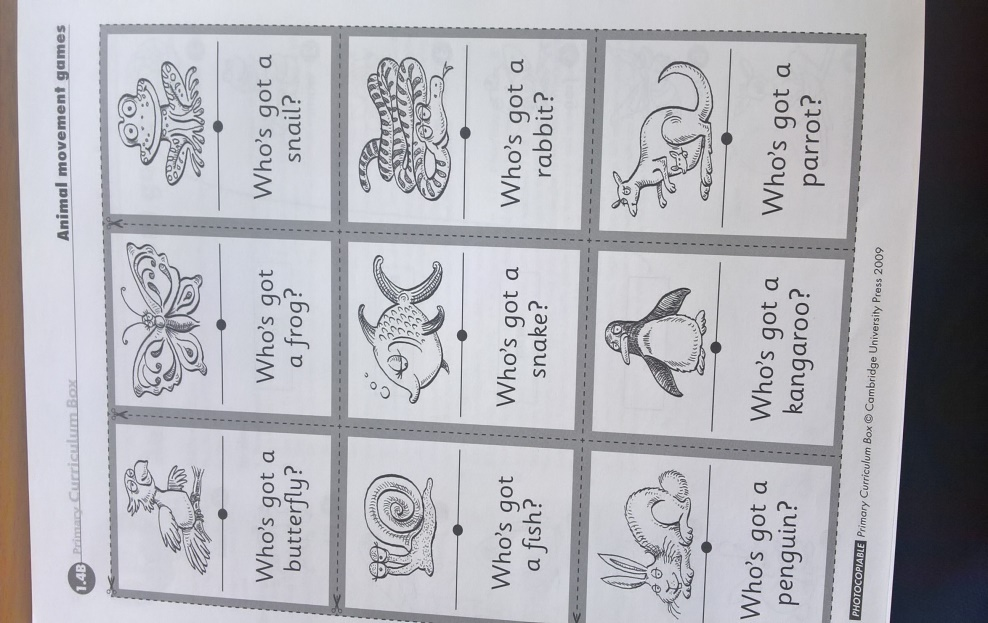 1.4B Primary Curriculum Box
Animal movement games
Who's got a
butterfly?
Who's got
a frog?
Who's got a
snail?
Who's got
a fish?
Who's got a
snake?
Who's got a
rabbit?
Who's got a
penguin?
Who's got a
kangaroo?
Who's got a
parrot?
PHOTOCOPIABLE Primary Curriculum Box © Cambridge University Press 2009